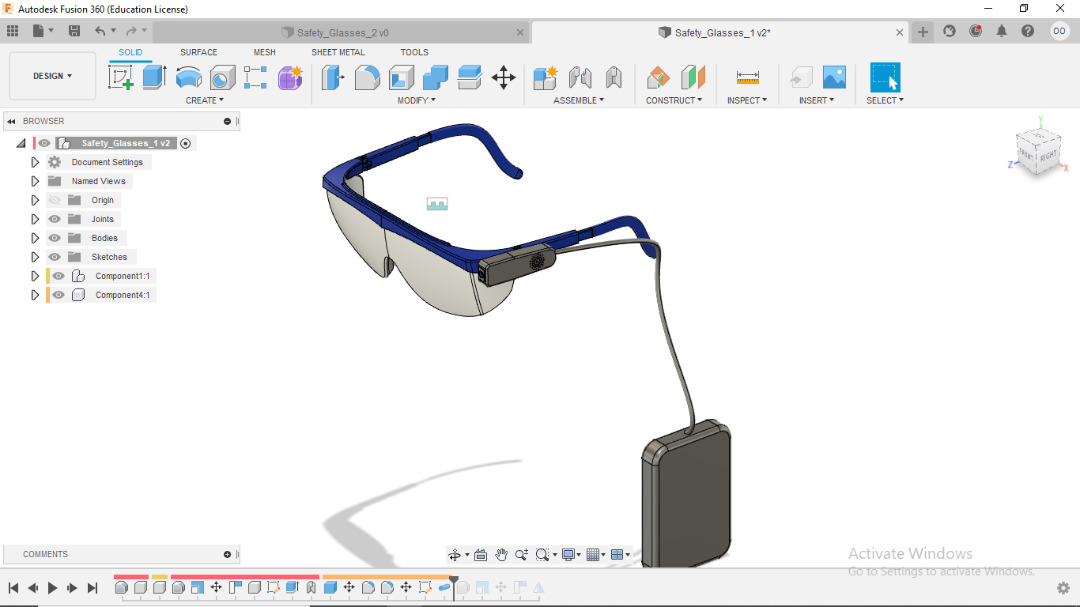 Autodesk Fusion 360 (Education License)
Safety_Glasses_2 v0
Safety_Glasses_1 v2*
OO
SOLID
SURFACE
MESH
SHEET METAL
TOOLS
DESIGN
CREATE
MODIFY
ASSEMBLE
CONSTRUCT
INSPECT
INSERT
SELECT
BROWSER
Safety_Glasses_1 v2
Document Settings
Named Views
Origin
Joints
Bodies
Sketches
Component1:1
Component4:1
Y
Z
X
FRONT
RIGHT
COMMENTS
Activate Windows
Go to Settings to activate Windows.